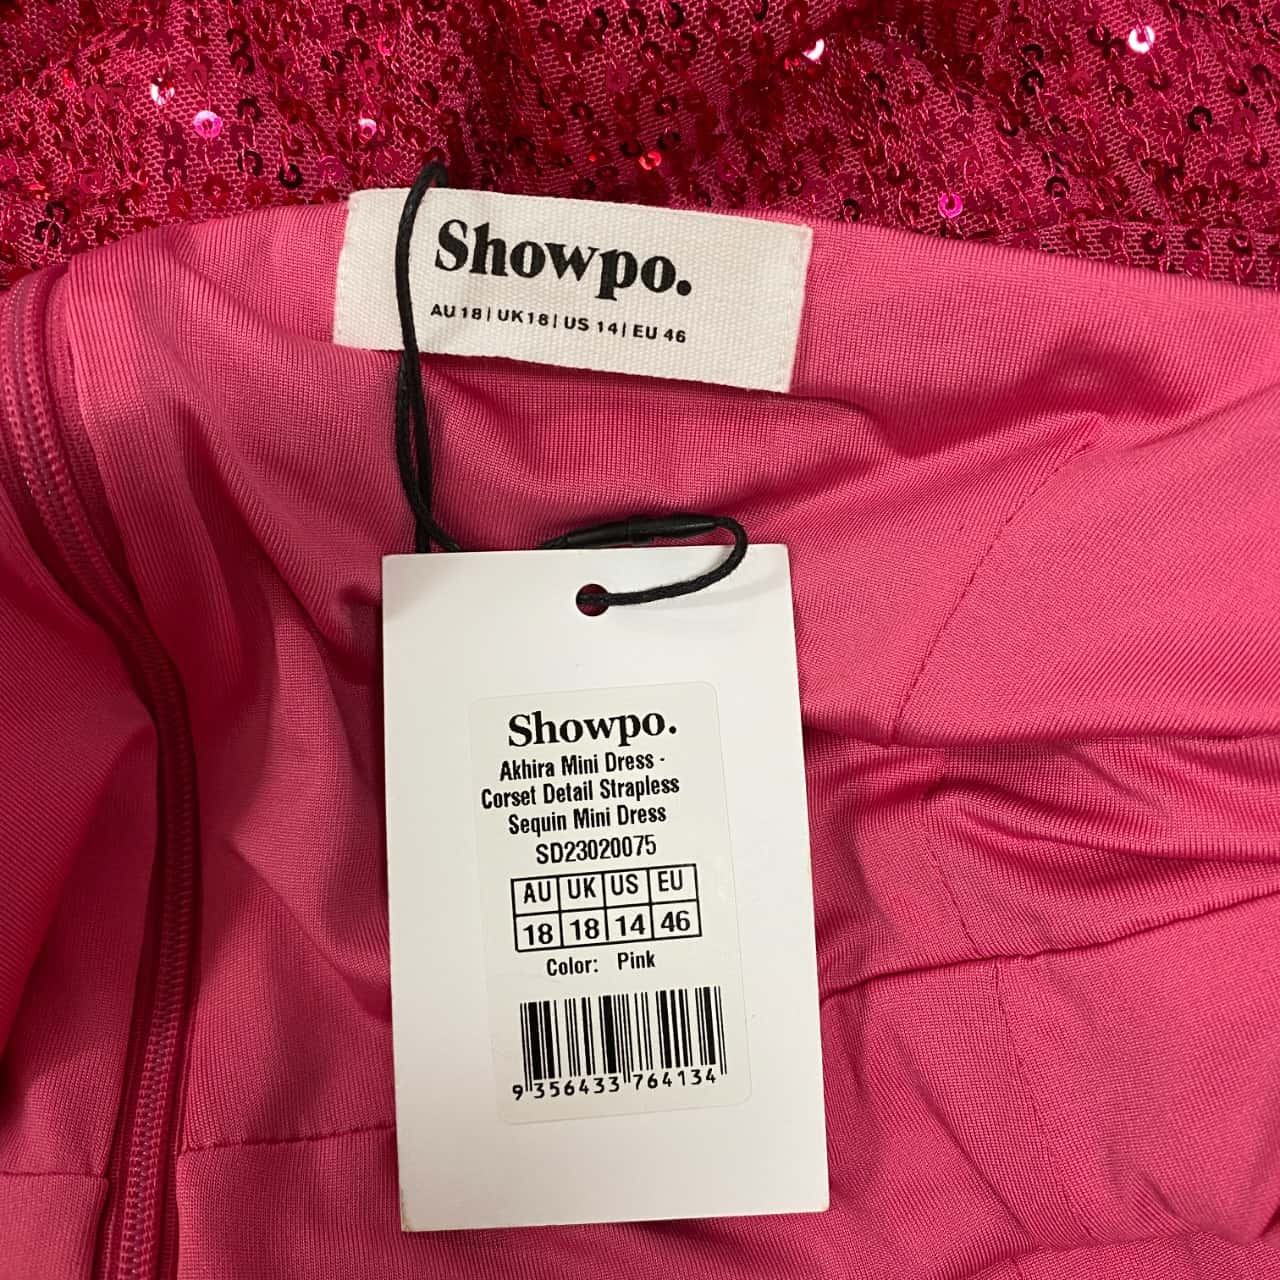 Showpo.
AU 18 | UK 18 | US 14 | EU 46
Showpo.
Akhira Mini Dress -
Corset Detail Strapless
Sequin Mini Dress
SD23020075
AU UK US EU
18 18 14 46
Color: Pink
9 356433 764134